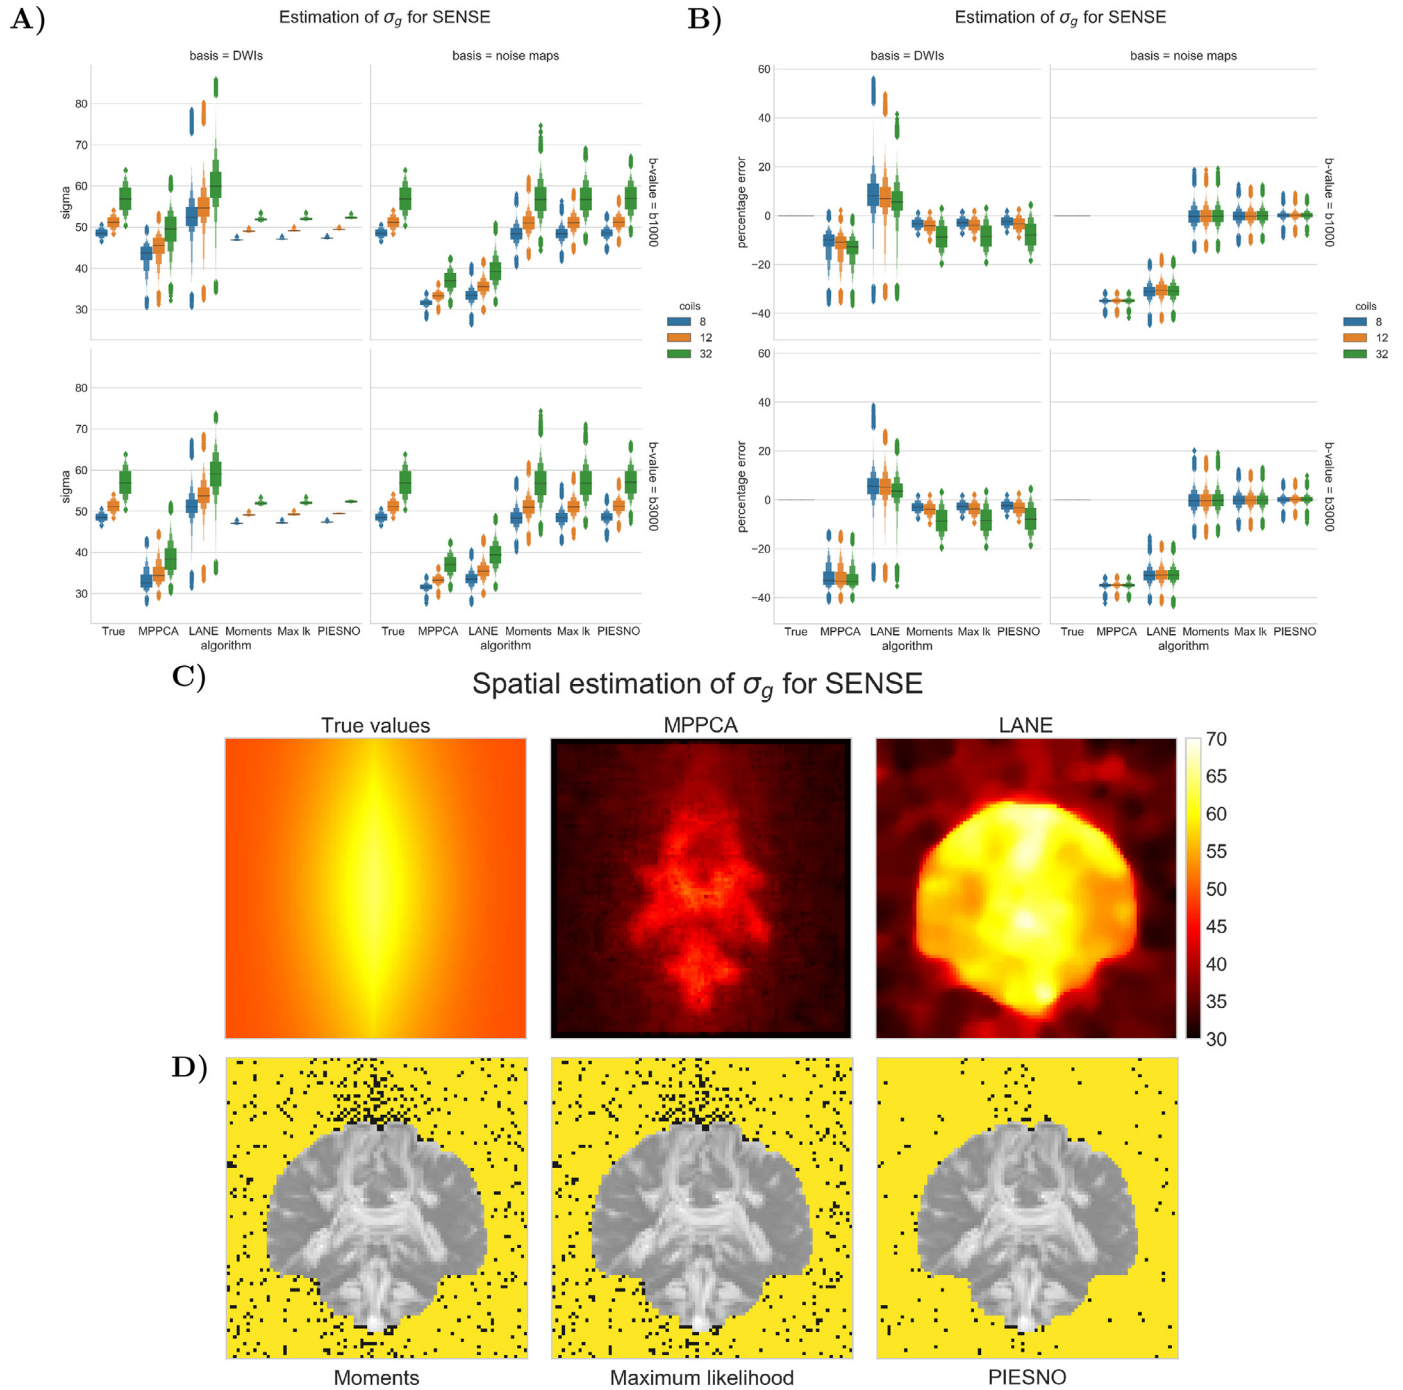 A)
Estimation of σg for SENSE
basis = DWIs
basis = noise maps
80
70
60
50
40
30
sigma
b-value = b1000
80
70
60
50
40
30
sigma
b-value = b3000
True MPPCA LANE Moments Max lk PIESNO
algorithm
True MPPCA LANE Moments Max lk PIESNO
algorithm
coils
8
12
32
B)
Estimation of σg for SENSE
basis = DWIs
basis = noise maps
60
40
20
0
−20
−40
percentage error
b-value = b1000
60
40
20
0
−20
−40
percentage error
b-value = b3000
True MPPCA LANE Moments Max lk PIESNO
algorithm
True MPPCA LANE Moments Max lk PIESNO
algorithm
coils
8
12
32
C)
Spatial estimation of σg for SENSE
True values
MPPCA
LANE
70
65
60
55
50
45
40
35
30
D)
Moments
Maximum likelihood
PIESNO